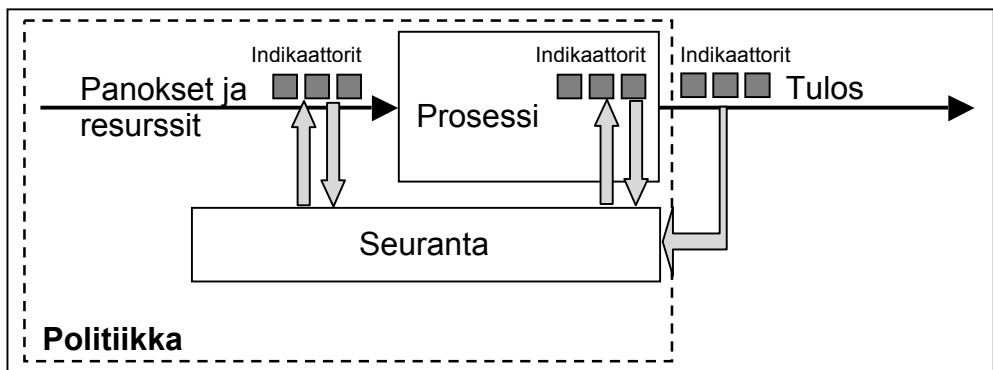 Indikaattorit
Indikaattorit
Indikaattorit
Panokset ja
resurssit
Prosessi
Tulos
Seuranta
Politiikka